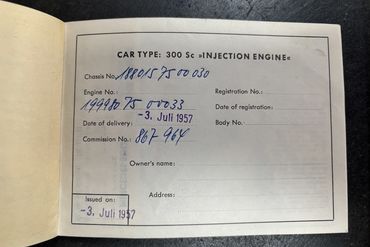 CAR TYPE: 300 Sc »INJECTION ENGINE«
Chassis No.: 188015 75 00 030
Engine No.: Registration No.:
199980 75 00033 Date of registration:
Date of delivery: -3. Juli 1957 Body No.
Commission No.: 867 964
Owner's name:
Address:
Issued on:
-3. Juli 1957